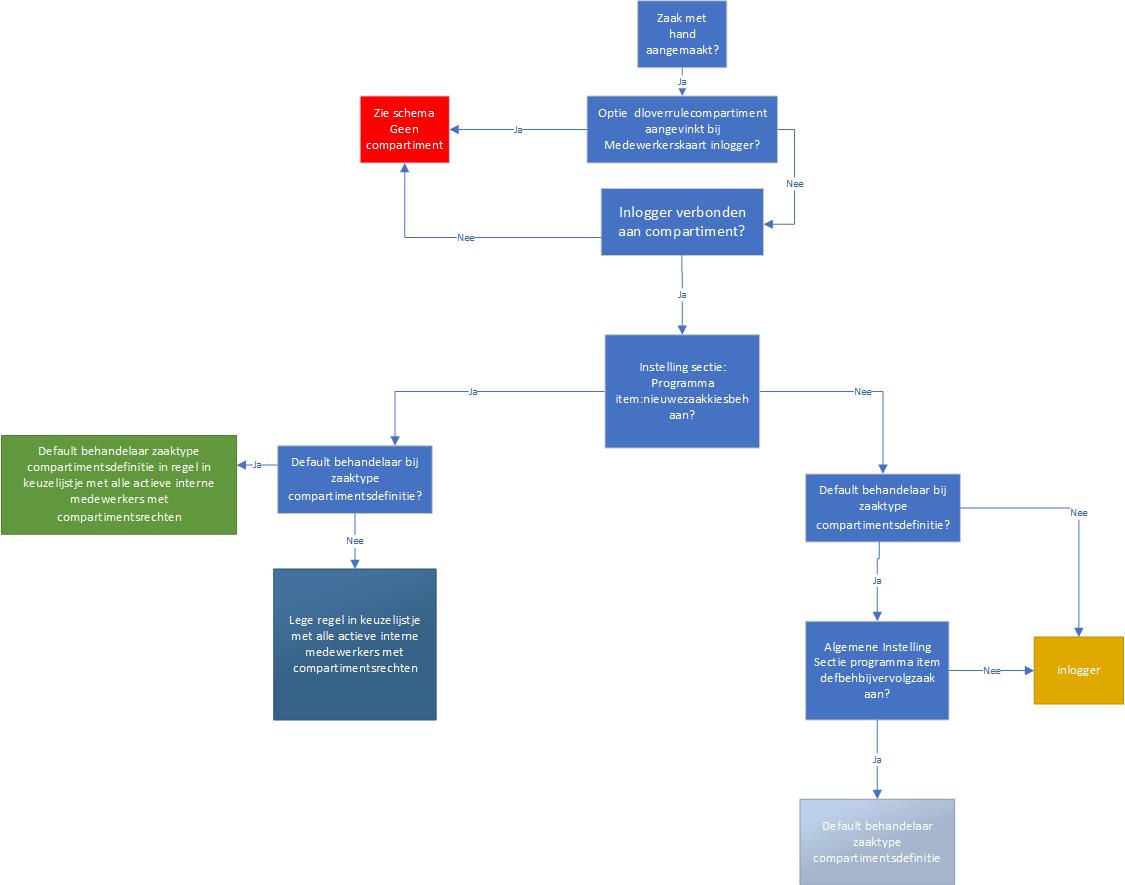 Zaak met
hand
aangemaakt?
Ja
Zie schema
Geen
compartiment
Ja
Optie dloverrulecompartiment
aangevinkt bij
Medewerkerskaart inlogger?
Nee
Inlogger verbonden
aan compartiment?
Nee
Ja
Instelling sectie:
Programma
item:nieuwezaakkiesbeh
aan?
Ja
Nee
Default behandelaar zaaktype
compartimentsdefinitie in regel in
keuzelijstje met alle actieve interne
medewerkers met
compartimentsrechten
Ja
Default behandelaar bij
zaaktype
compartimentsdefinitie?
Nee
Lege regel in keuzelijstje
met alle actieve interne
medewerkers met
compartimentsrechten
Default behandelaar bij
zaaktype
compartimentsdefinitie?
Nee
Ja
Algemene Instelling
Sectie programma item
defbehbijvervolgzaak
aan?
Nee
inlogger
Ja
Default behandelaar
zaaktype
compartimentsdefinitie